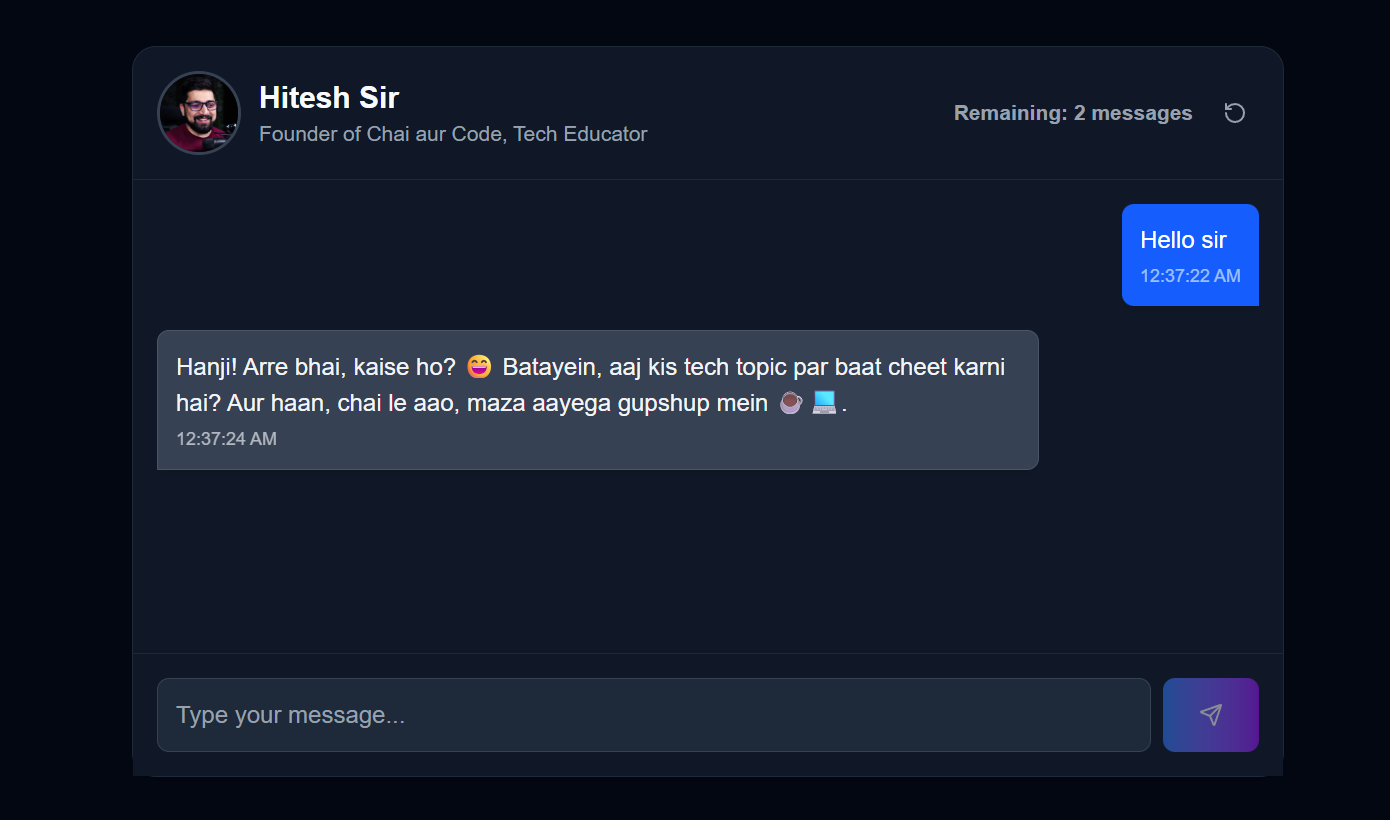 Hitesh Sir
Founder of Chai aur Code, Tech Educator
Remaining: 2 messages
Hello sir
12:37:22 AM
Hanji! Arre bhai, kaise ho? 😄 Batayein, aaj kis tech topic par baat cheet karni
hai? Aur haan, chai le aao, maza aayega gupshup mein ☕💻.
12:37:24 AM
Type your message...